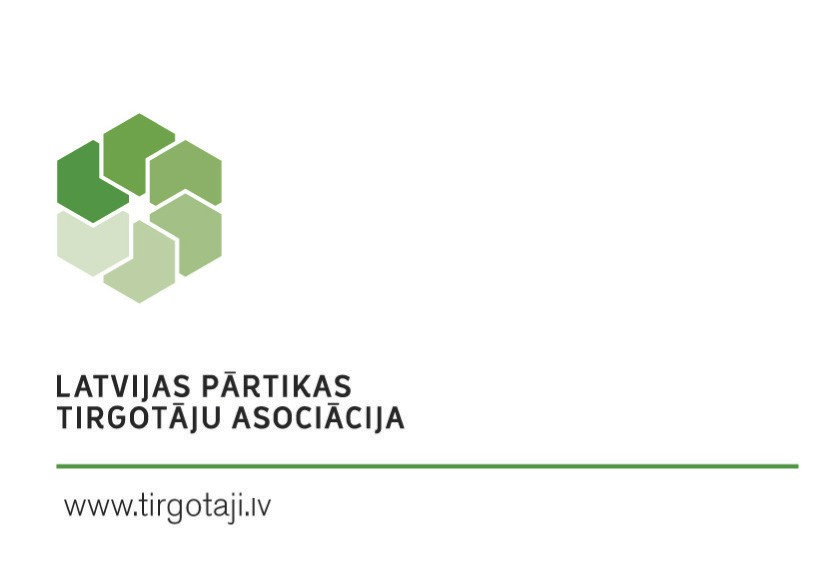 LATVIJAS PĀRTIKAS
TIRGOTĀJU ASOCIĀCIJA
www.tirgotaji.lv